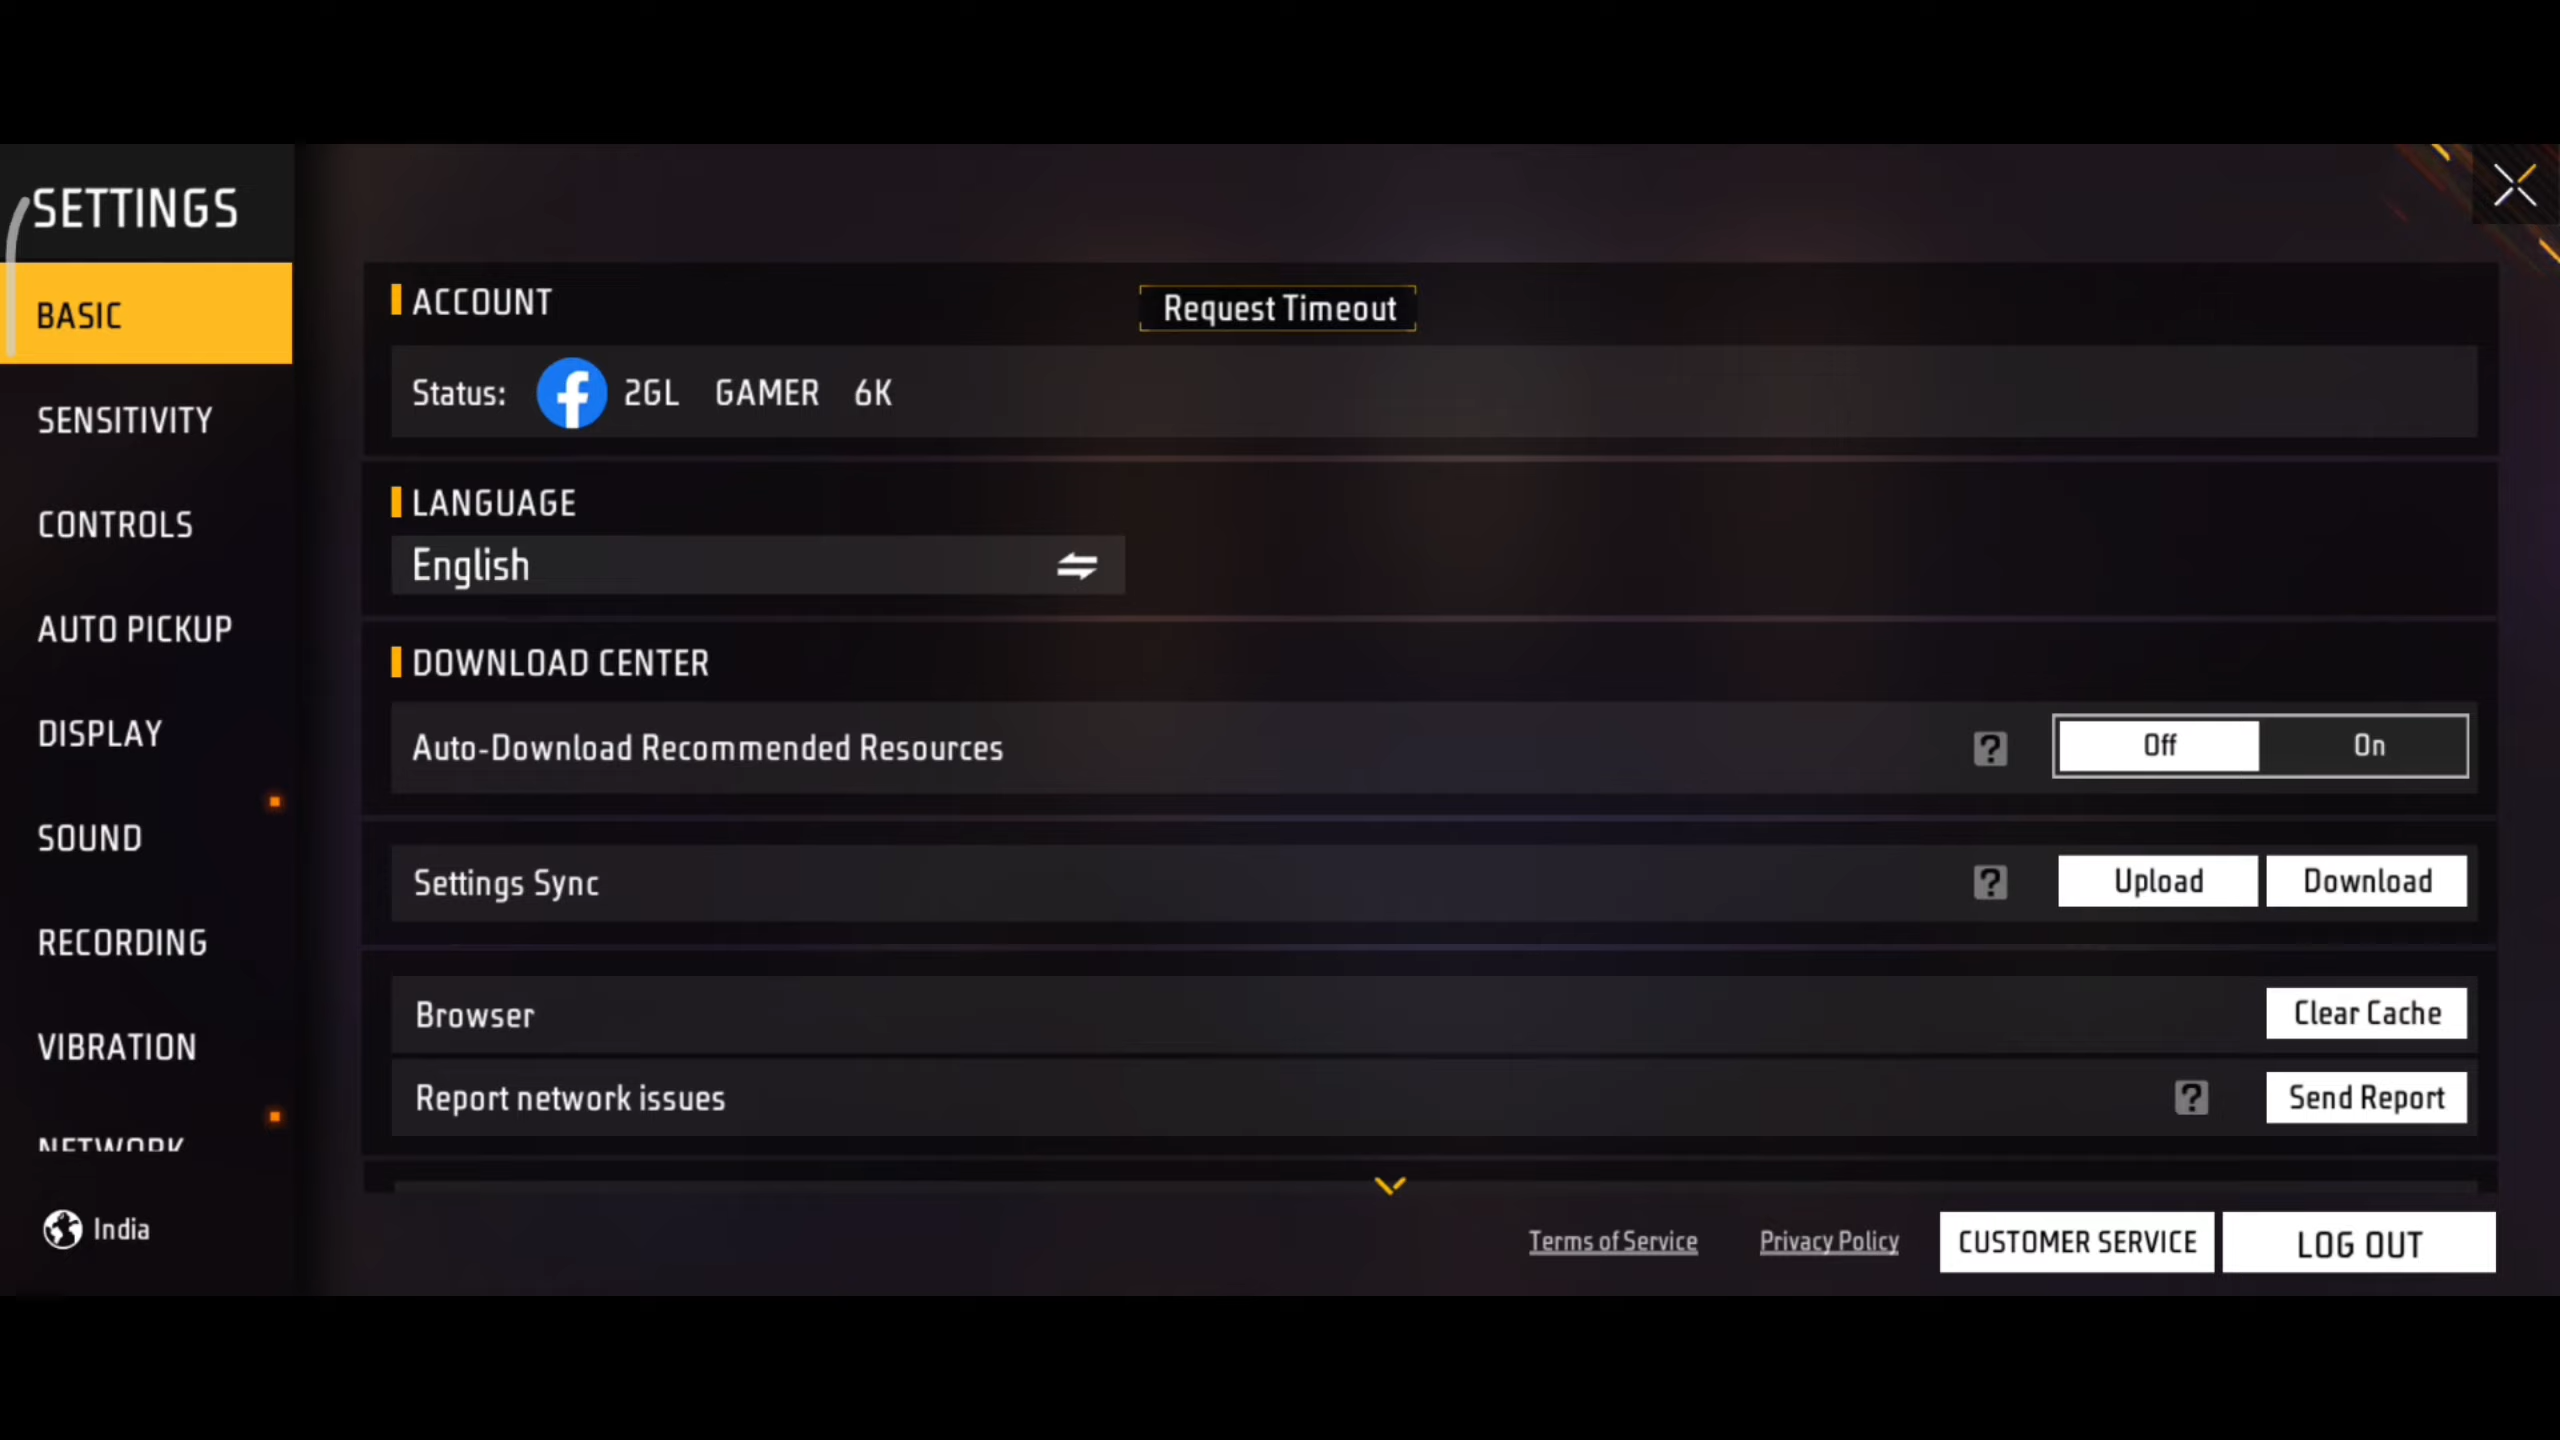 SETTINGS
BASIC
SENSITIVITY
CONTROLS
AUTO PICKUP
DISPLAY
SOUND
RECORDING
VIBRATION
NETWORK
India
ACCOUNT
Request Timeout
Status: 2GL GAMER 6K
LANGUAGE
English
DOWNLOAD CENTER
Auto-Download Recommended Resources ? Off On
Settings Sync ? Upload Download
Browser Clear Cache
Report network issues ? Send Report
Terms of Service Privacy Policy CUSTOMER SERVICE LOG OUT